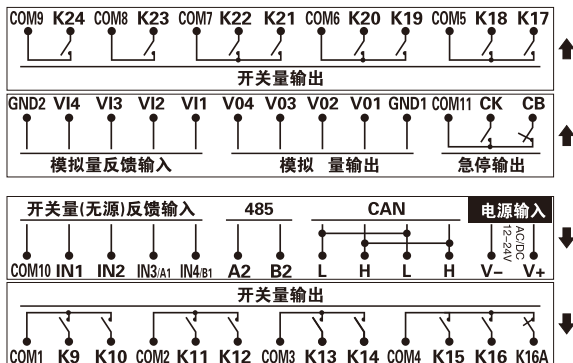 COM9 K24 COM8 K23 COM7 K22 K21 COM6 K20 K19 COM5 K18 K17
开关量输出
GND2 VI4 VI3 VI2 VI1 V04 V03 V02 V01 GND1 COM11 CK CB
模拟量反馈输入 模拟 量输出 急停输出
开关量(无源)反馈输入 485 CAN 电源输入
AC/DC
12-24V
COM10 IN1 IN2 IN3/A1 IN4/B1 A2 B2 L H L H V- V+
开关量输出
COM1 K9 K10 COM2 K11 K12 COM3 K13 K14 COM4 K15 K16 K16A